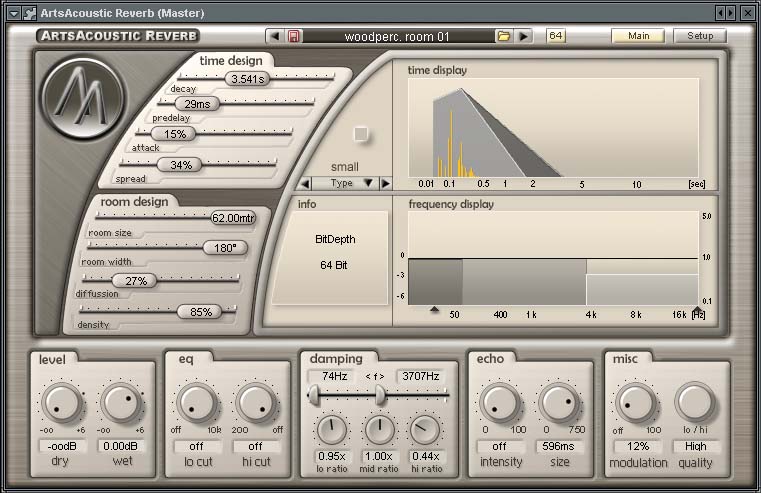 ArtsAcoustic Reverb (Master)
ARTSACOUSTIC REVERB
woodperc. room 01
64
Main
Setup
time design
3.541s
decay
29ms
predelay
15%
attack
34%
spread
small
Type
time display
0.01 0.1 0.5 1 2 5 10 [sec]
room design
62.00mtr
room size
180°
room width
27%
diffussion
85%
density
info
BitDepth
64 Bit
frequency display
0
-3
-6
5.0
1.0
0.1
50 400 1k 4k 8k 16k [Hz]
level
-oo +6 -oo +6
-oodB 0.00dB
dry wet
eq
off 10k 200 off
off off
lo cut hi cut
damping
74Hz < f > 3707Hz
0.95x 1.00x 0.44x
lo ratio mid ratio hi ratio
echo
0 100 0 750
off 596ms
intensity size
misc
off 100 lo / hi
12% High
modulation quality